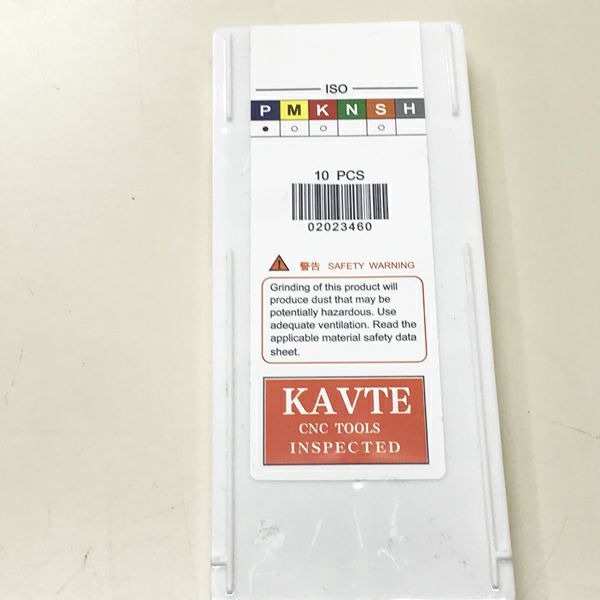 ISO
P M K N S H
10 PCS
02023460
警告 SAFETY WARNING
Grinding of this product will
produce dust that may be
potentially hazardous. Use
adequate ventilation. Read the
applicable material safety data
sheet.
KAVTE
CNC TOOLS
INSPECTED